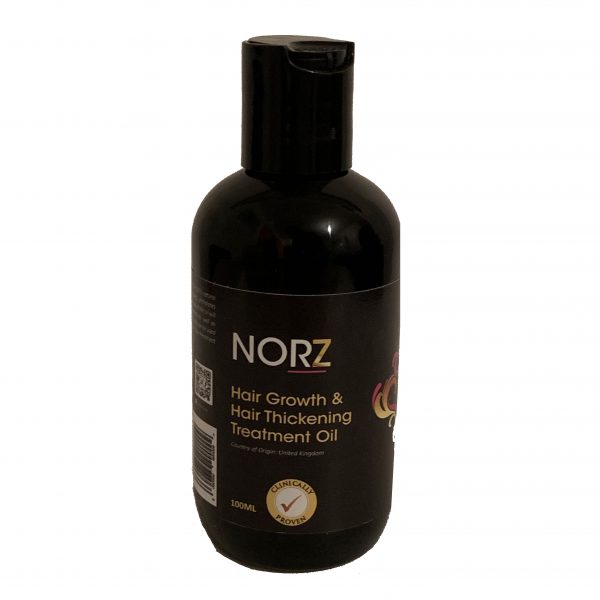 NORZ
Hair Growth &
Hair Thickening
Treatment Oil
Country of Origin: United Kingdom
100ML
CLINICALLY
PROVEN